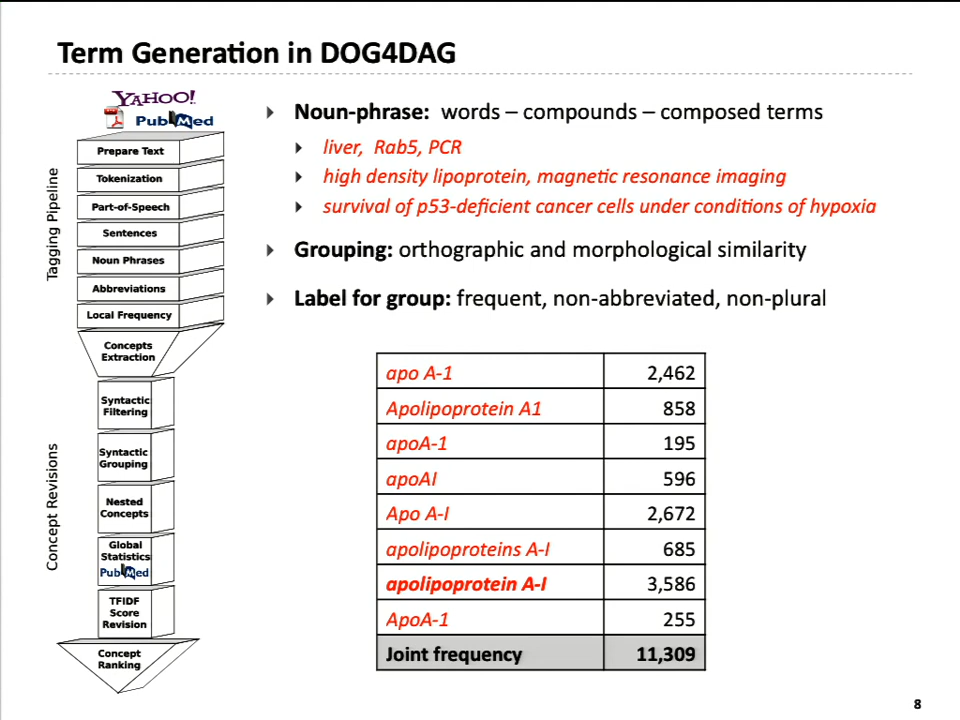 Term Generation in DOG4DAG
YAHOO!
PubMed
Tagging Pipeline
Prepare Text
Tokenization
Part-of-Speech
Sentences
Noun Phrases
Abbreviations
Local Frequency
Concepts
Extraction
Concept Revisions
Syntactic
Filtering
Syntactic
Grouping
Nested
Concepts
Global
Statistics
PubMed
TFIDF
Score
Revision
Concept
Ranking
Noun-phrase: words – compounds – composed terms
liver, Rab5, PCR
high density lipoprotein, magnetic resonance imaging
survival of p53-deficient cancer cells under conditions of hypoxia
Grouping: orthographic and morphological similarity
Label for group: frequent, non-abbreviated, non-plural
apo A-1 2,462
Apolipoprotein A1 858
apoA-1 195
apoAI 596
Apo A-I 2,672
apolipoproteins A-I 685
apolipoprotein A-I 3,586
ApoA-1 255
Joint frequency 11,309
8